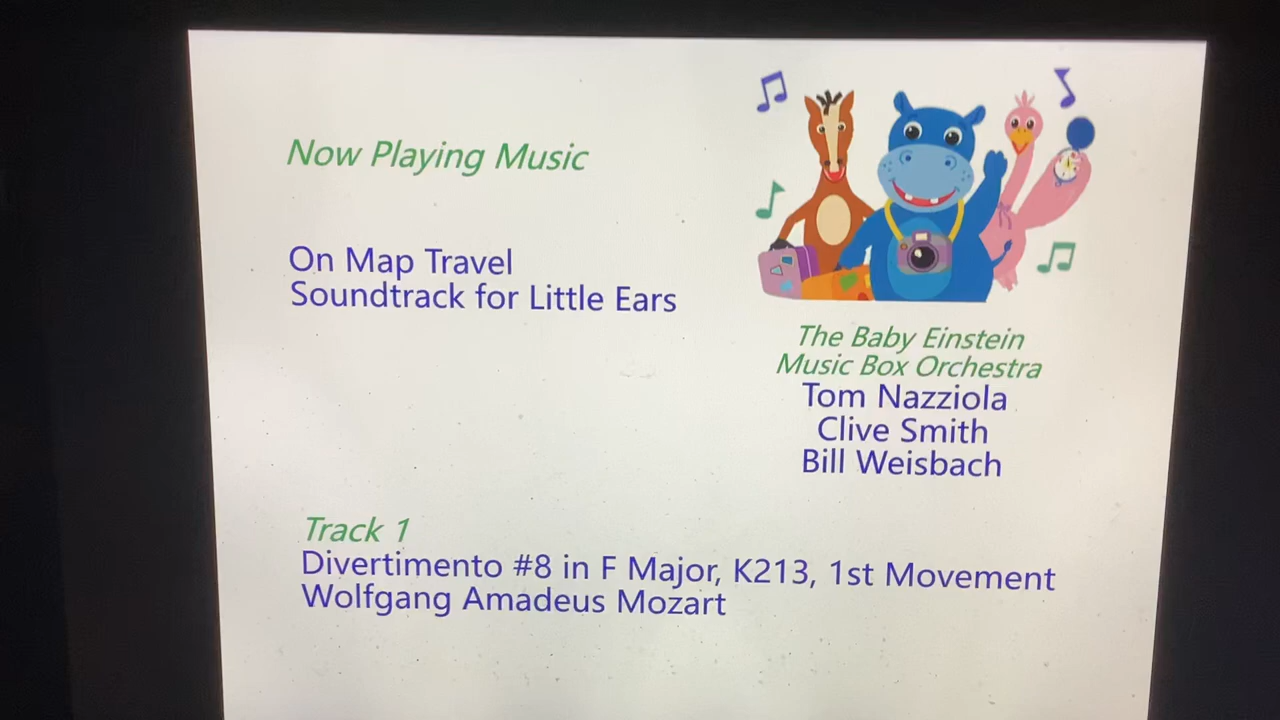 Now Playing Music
On Map Travel
Soundtrack for Little Ears
The Baby Einstein
Music Box Orchestra
Tom Nazziola
Clive Smith
Bill Weisbach
Track 1
Divertimento #8 in F Major, K213, 1st Movement
Wolfgang Amadeus Mozart